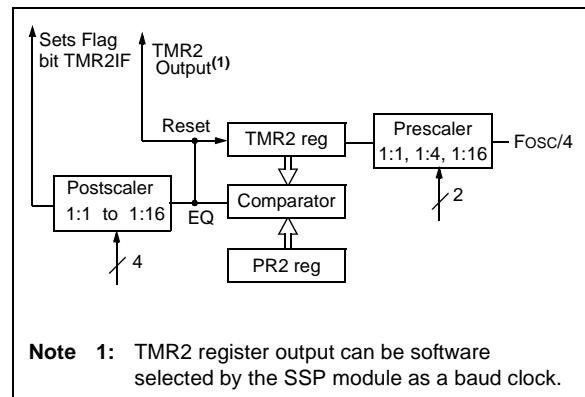 Sets Flag
bit TMR2IF
TMR2
Output(1)
Reset
TMR2 reg
Prescaler
1:1, 1:4, 1:16
FOSC/4
2
Postscaler
1:1 to 1:16
EQ
Comparator
4
PR2 reg
Note 1: TMR2 register output can be software
selected by the SSP module as a baud clock.